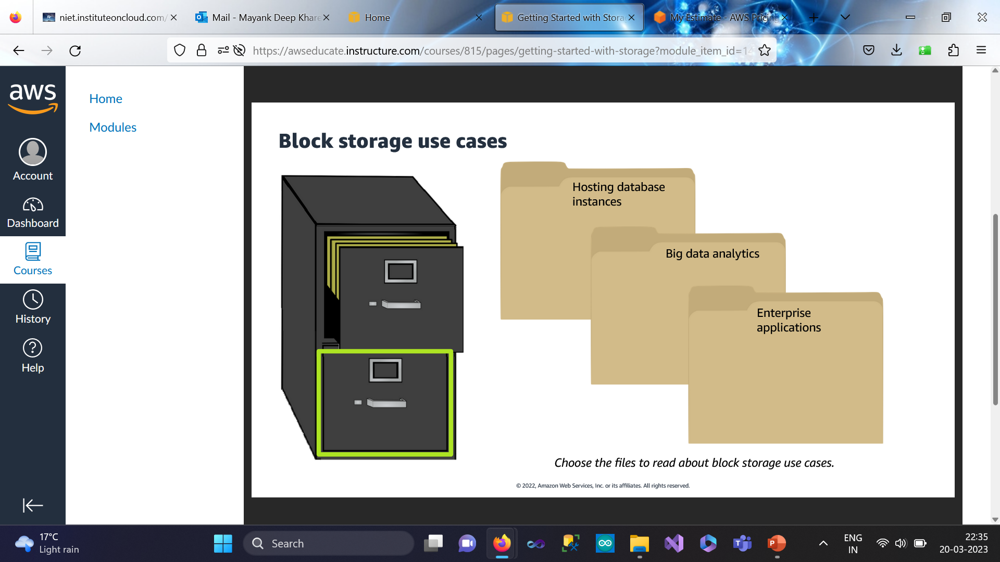 niet.instituteoncloud.com/
Mail - Mayank Deep Khare
Home
Getting Started with Stora
My Estimate - AWS Pricing
https://awseducate.instructure.com/courses/815/pages/getting-started-with-storage?module_item_id=14
aws
Account
Dashboard
Courses
History
Help
Home
Modules
Block storage use cases
Hosting database
instances
Big data analytics
Enterprise
applications
Choose the files to read about block storage use cases.
© 2022, Amazon Web Services, Inc. or its affiliates. All rights reserved.
17°C
Light rain
Search
ENG
IN
22:35
20-03-2023